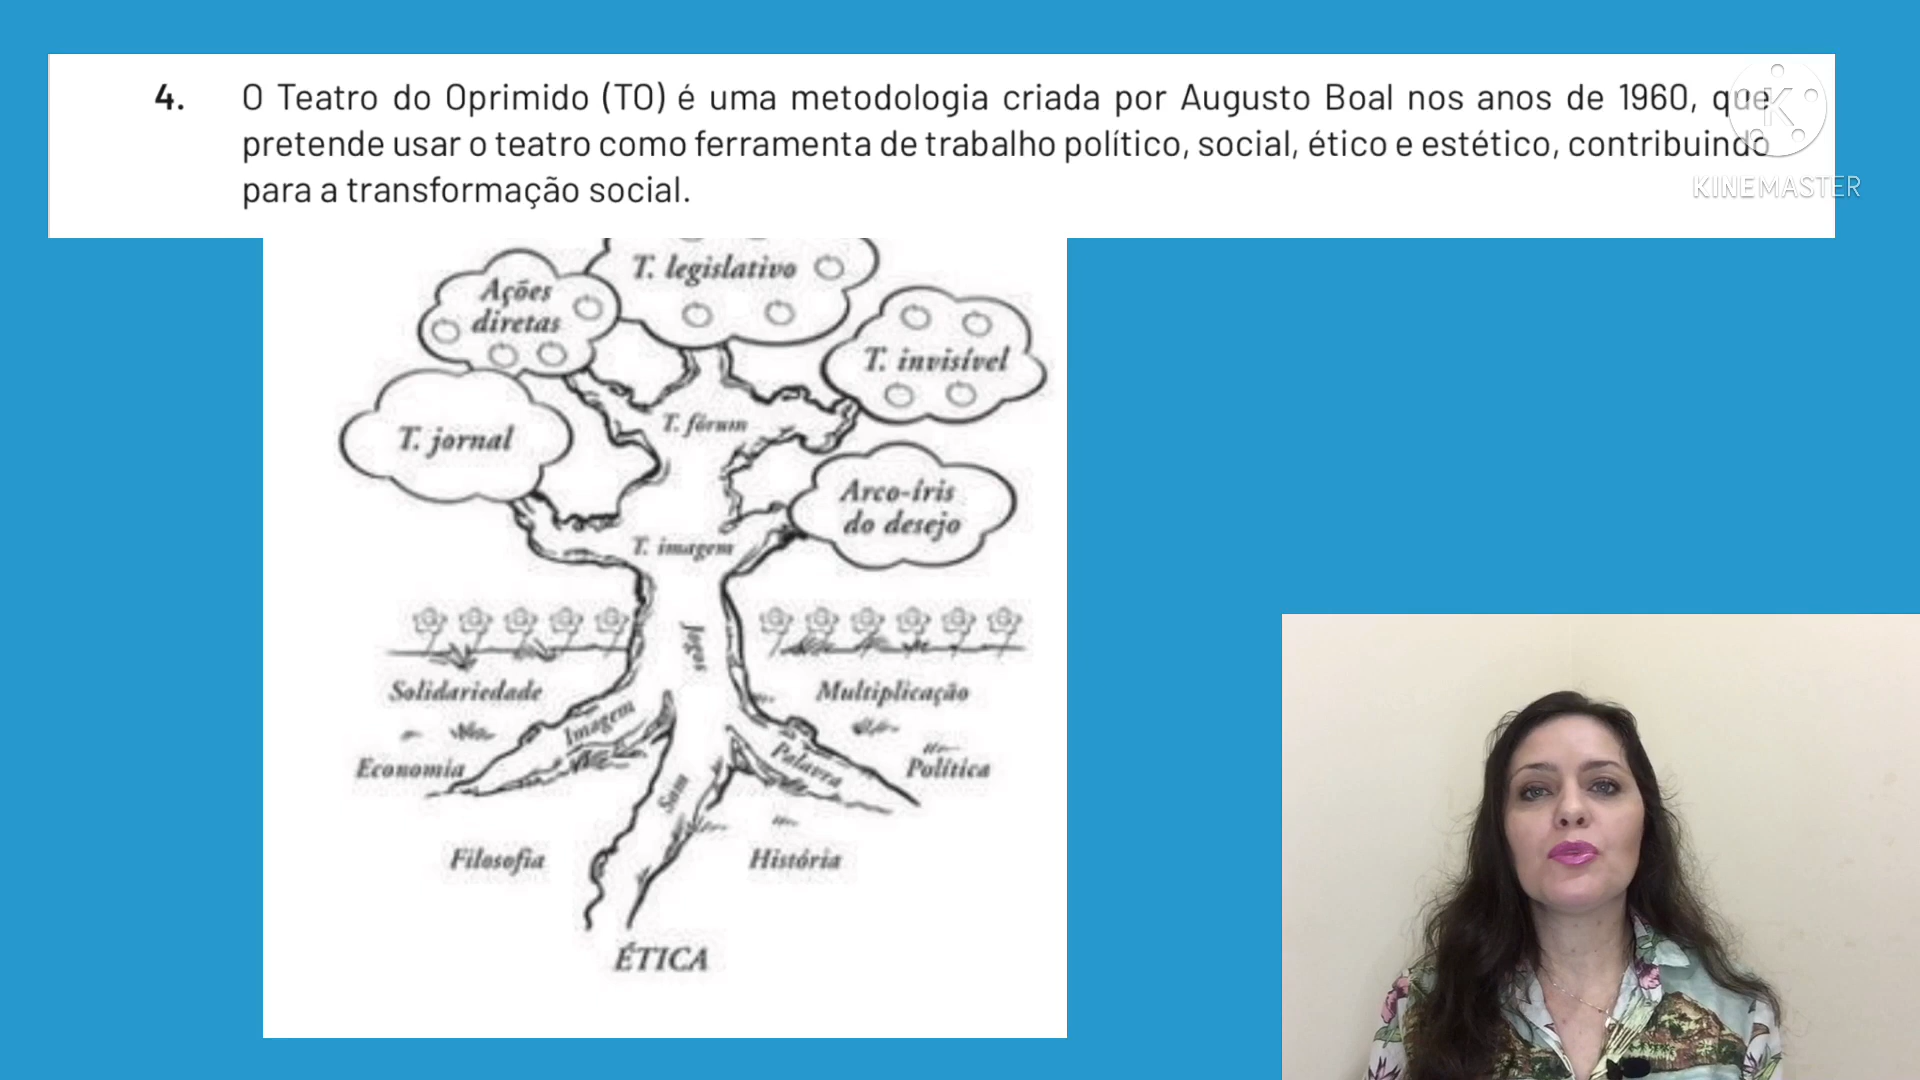 4. O Teatro do Oprimido (TO) é uma metodologia criada por Augusto Boal nos anos de 1960, que
pretende usar o teatro como ferramenta de trabalho político, social, ético e estético, contribuindo
para a transformação social.
KINEMASTER
T. legislativo
Ações
diretas
T. invisível
T. fórum
T. jornal
Arco-íris
do desejo
T. imagem
Jogos
Solidariedade
Multiplicação
Imagem
Palavra
Economia
Política
Som
Filosofia
História
ÉTICA